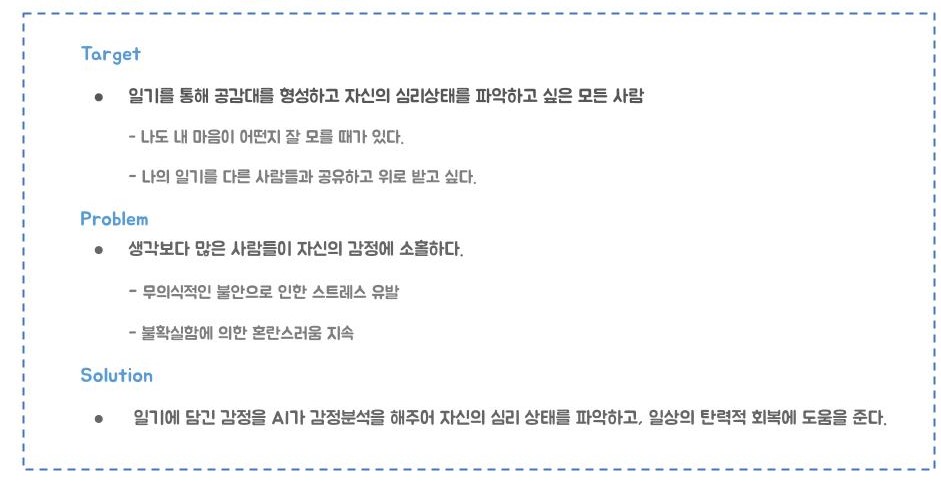 Target
● 일기를 통해 공감대를 형성하고 자신의 심리상태를 파악하고 싶은 모든 사람
- 나도 내 마음이 어떤지 잘 모를 때가 있다.
- 나의 일기를 다른 사람들과 공유하고 위로 받고 싶다.
Problem
● 생각보다 많은 사람들이 자신의 감정에 소홀하다.
- 무의식적인 불안으로 인한 스트레스 유발
- 불확실함에 의한 혼란스러움 지속
Solution
● 일기에 담긴 감정을 AI가 감정분석을 해주어 자신의 심리 상태를 파악하고, 일상의 탄력적 회복에 도움을 준다.